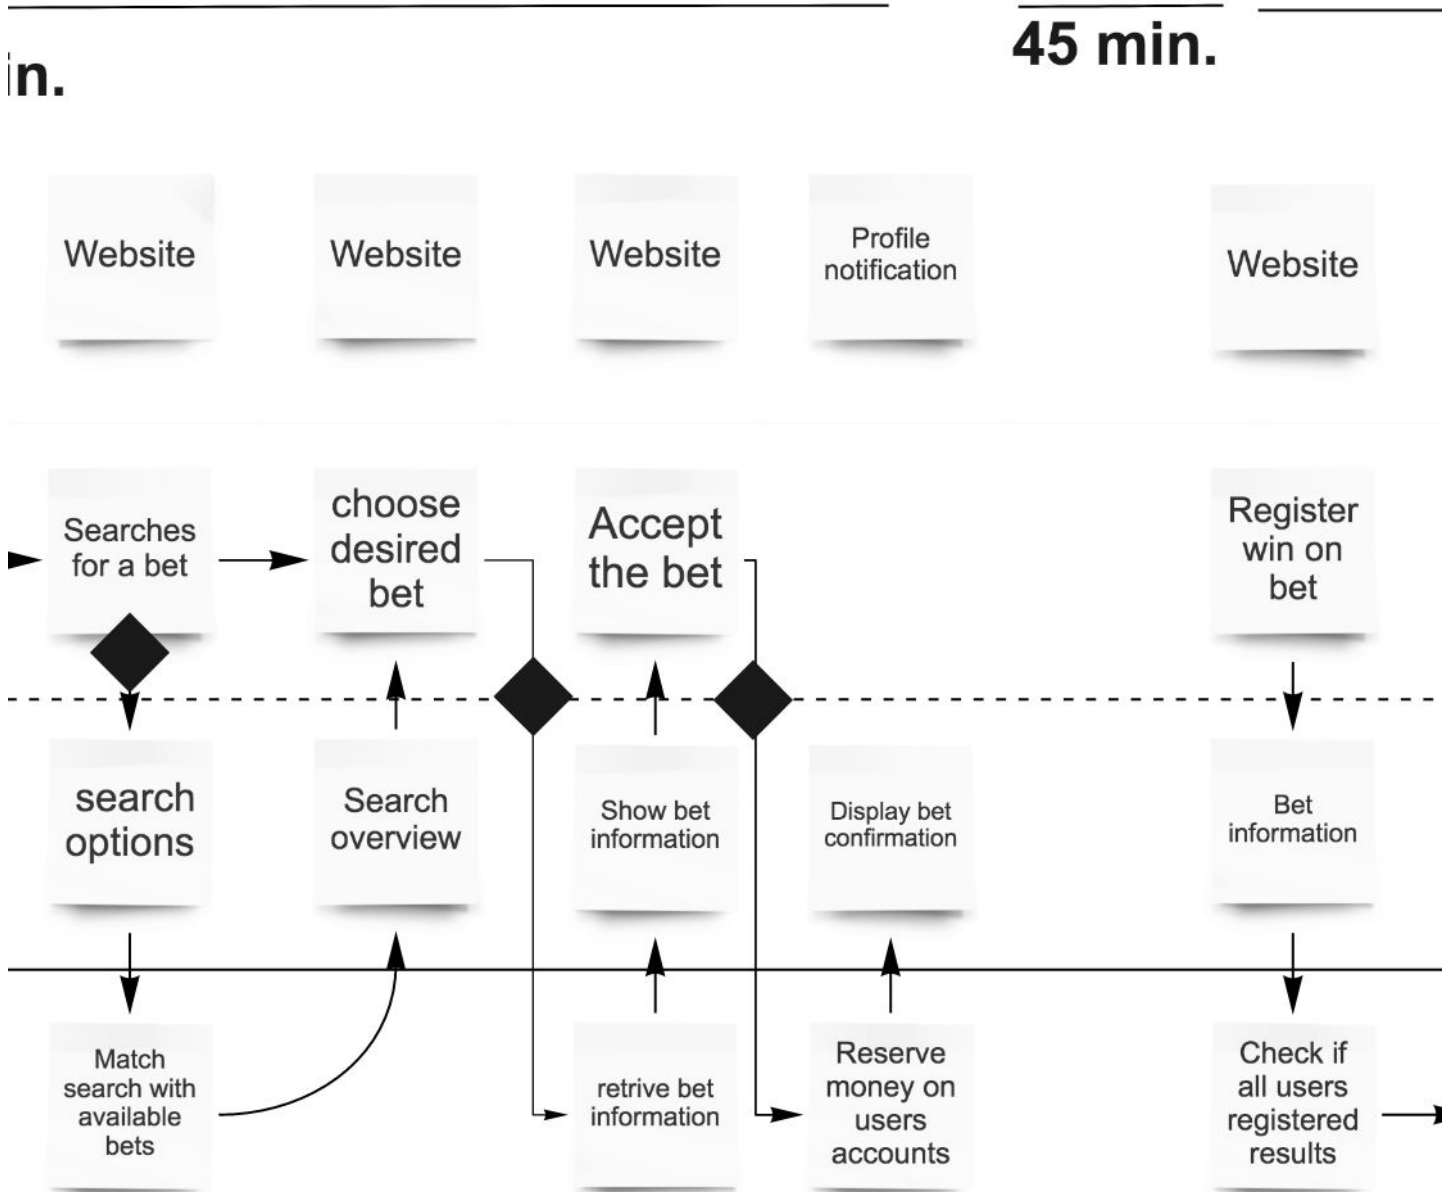 45 min.
in.
Website
Website
Website
Profile
notification
Website
Searches
for a bet
choose
desired
bet
Accept
the bet
Register
win on
bet
search
options
Search
overview
Show bet
information
Display bet
confirmation
Bet
information
Match
search with
available
bets
retrive bet
information
Reserve
money on
users
accounts
Check if
all users
registered
results